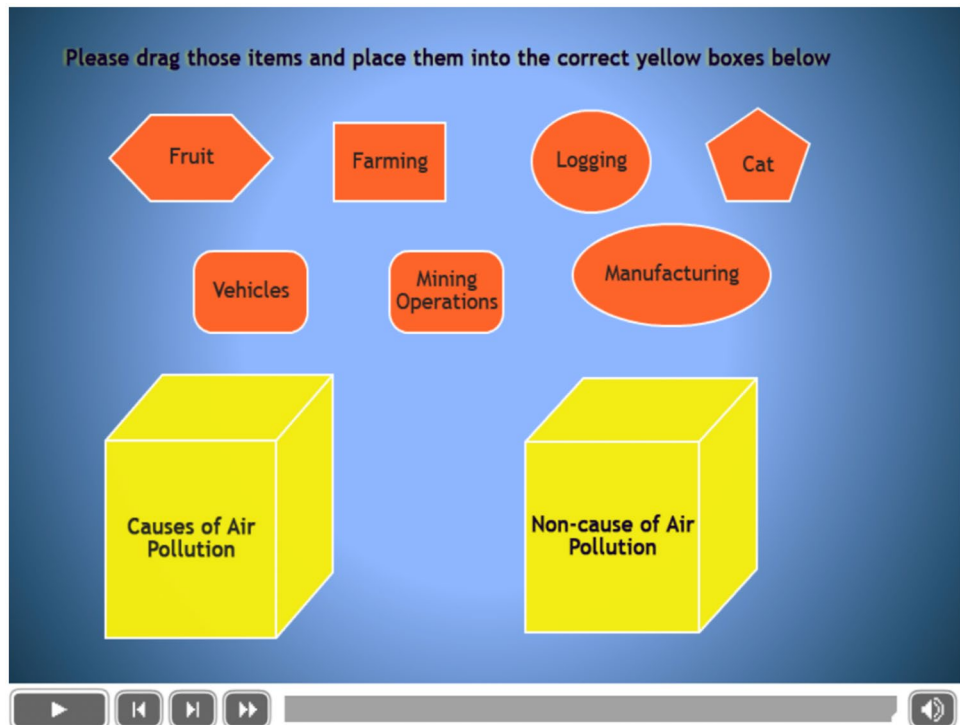 Please drag those items and place them into the correct yellow boxes below
Fruit
Farming
Logging
Cat
Vehicles
Mining
Operations
Manufacturing
Causes of Air
Pollution
Non-cause of Air
Pollution